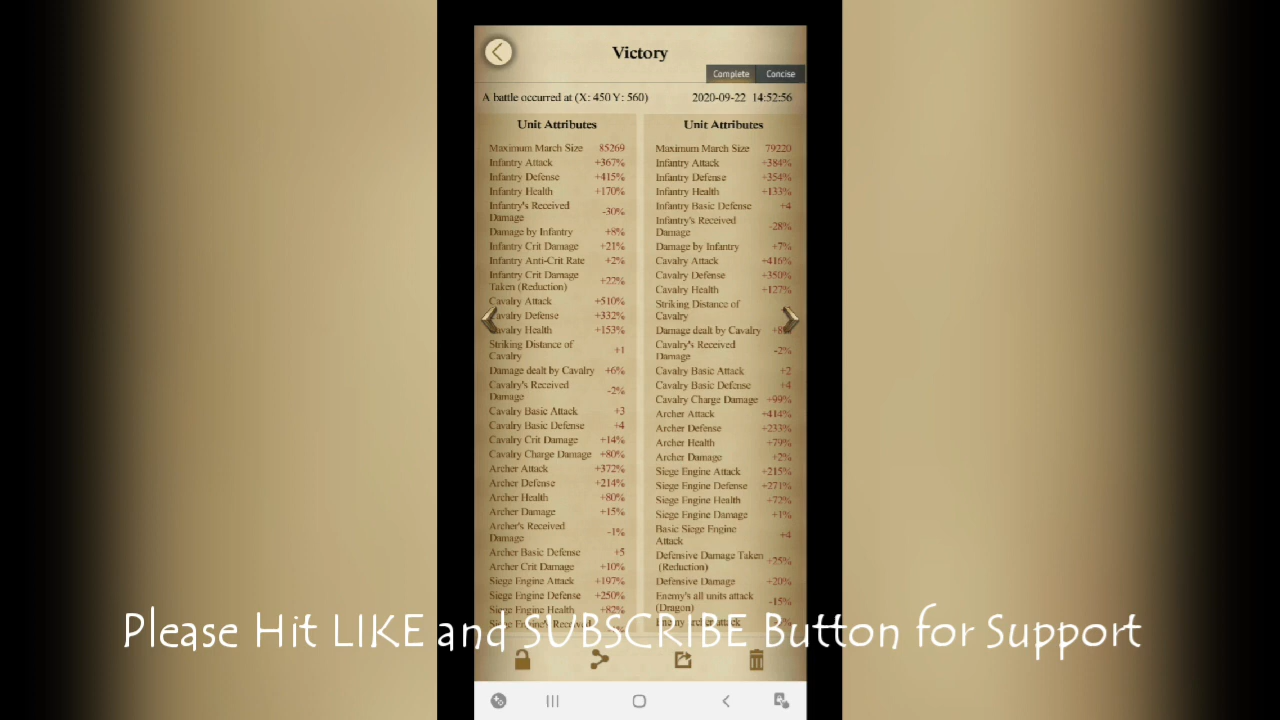 Victory
Complete Concise
A battle occurred at (X: 450 Y: 560) 2020-09-22 14:52:56
Unit Attributes
Maximum March Size 85269
Infantry Attack +367%
Infantry Defense +415%
Infantry Health +170%
Infantry's Received
Damage -30%
Damage by Infantry +8%
Infantry Crit Damage +21%
Infantry Anti-Crit Rate +2%
Infantry Crit Damage
Taken (Reduction) +22%
Cavalry Attack +510%
Cavalry Defense +332%
Cavalry Health +153%
Striking Distance of
Cavalry +1
Damage dealt by Cavalry +6%
Cavalry's Received
Damage -2%
Cavalry Basic Attack +3
Cavalry Basic Defense +4
Cavalry Crit Damage +14%
Cavalry Charge Damage +80%
Archer Attack +372%
Archer Defense +214%
Archer Health +80%
Archer Damage +15%
Archer's Received
Damage -1%
Archer Basic Defense +5
Archer Crit Damage +10%
Siege Engine Attack +197%
Siege Engine Defense +250%
Siege Engine Health +82%
Siege Engine's Received
Unit Attributes
Maximum March Size 79220
Infantry Attack +384%
Infantry Defense +354%
Infantry Health +133%
Infantry Basic Defense +4
Infantry's Received
Damage -28%
Damage by Infantry +7%
Cavalry Attack +416%
Cavalry Defense +350%
Cavalry Health +127%
Striking Distance of
Cavalry
Damage dealt by Cavalry
Cavalry's Received
Damage -2%
Cavalry Basic Attack +2
Cavalry Basic Defense +4
Cavalry Charge Damage +99%
Archer Attack +414%
Archer Defense +233%
Archer Health +79%
Archer Damage +2%
Siege Engine Attack +215%
Siege Engine Defense +271%
Siege Engine Health +72%
Siege Engine Damage +1%
Basic Siege Engine
Attack +4
Defensive Damage Taken
(Reduction) +25%
Defensive Damage +20%
Enemy's all units attack
(Dragon) -15%
Enemy archer attack
Please Hit LIKE and SUBSCRIBE Button for Support